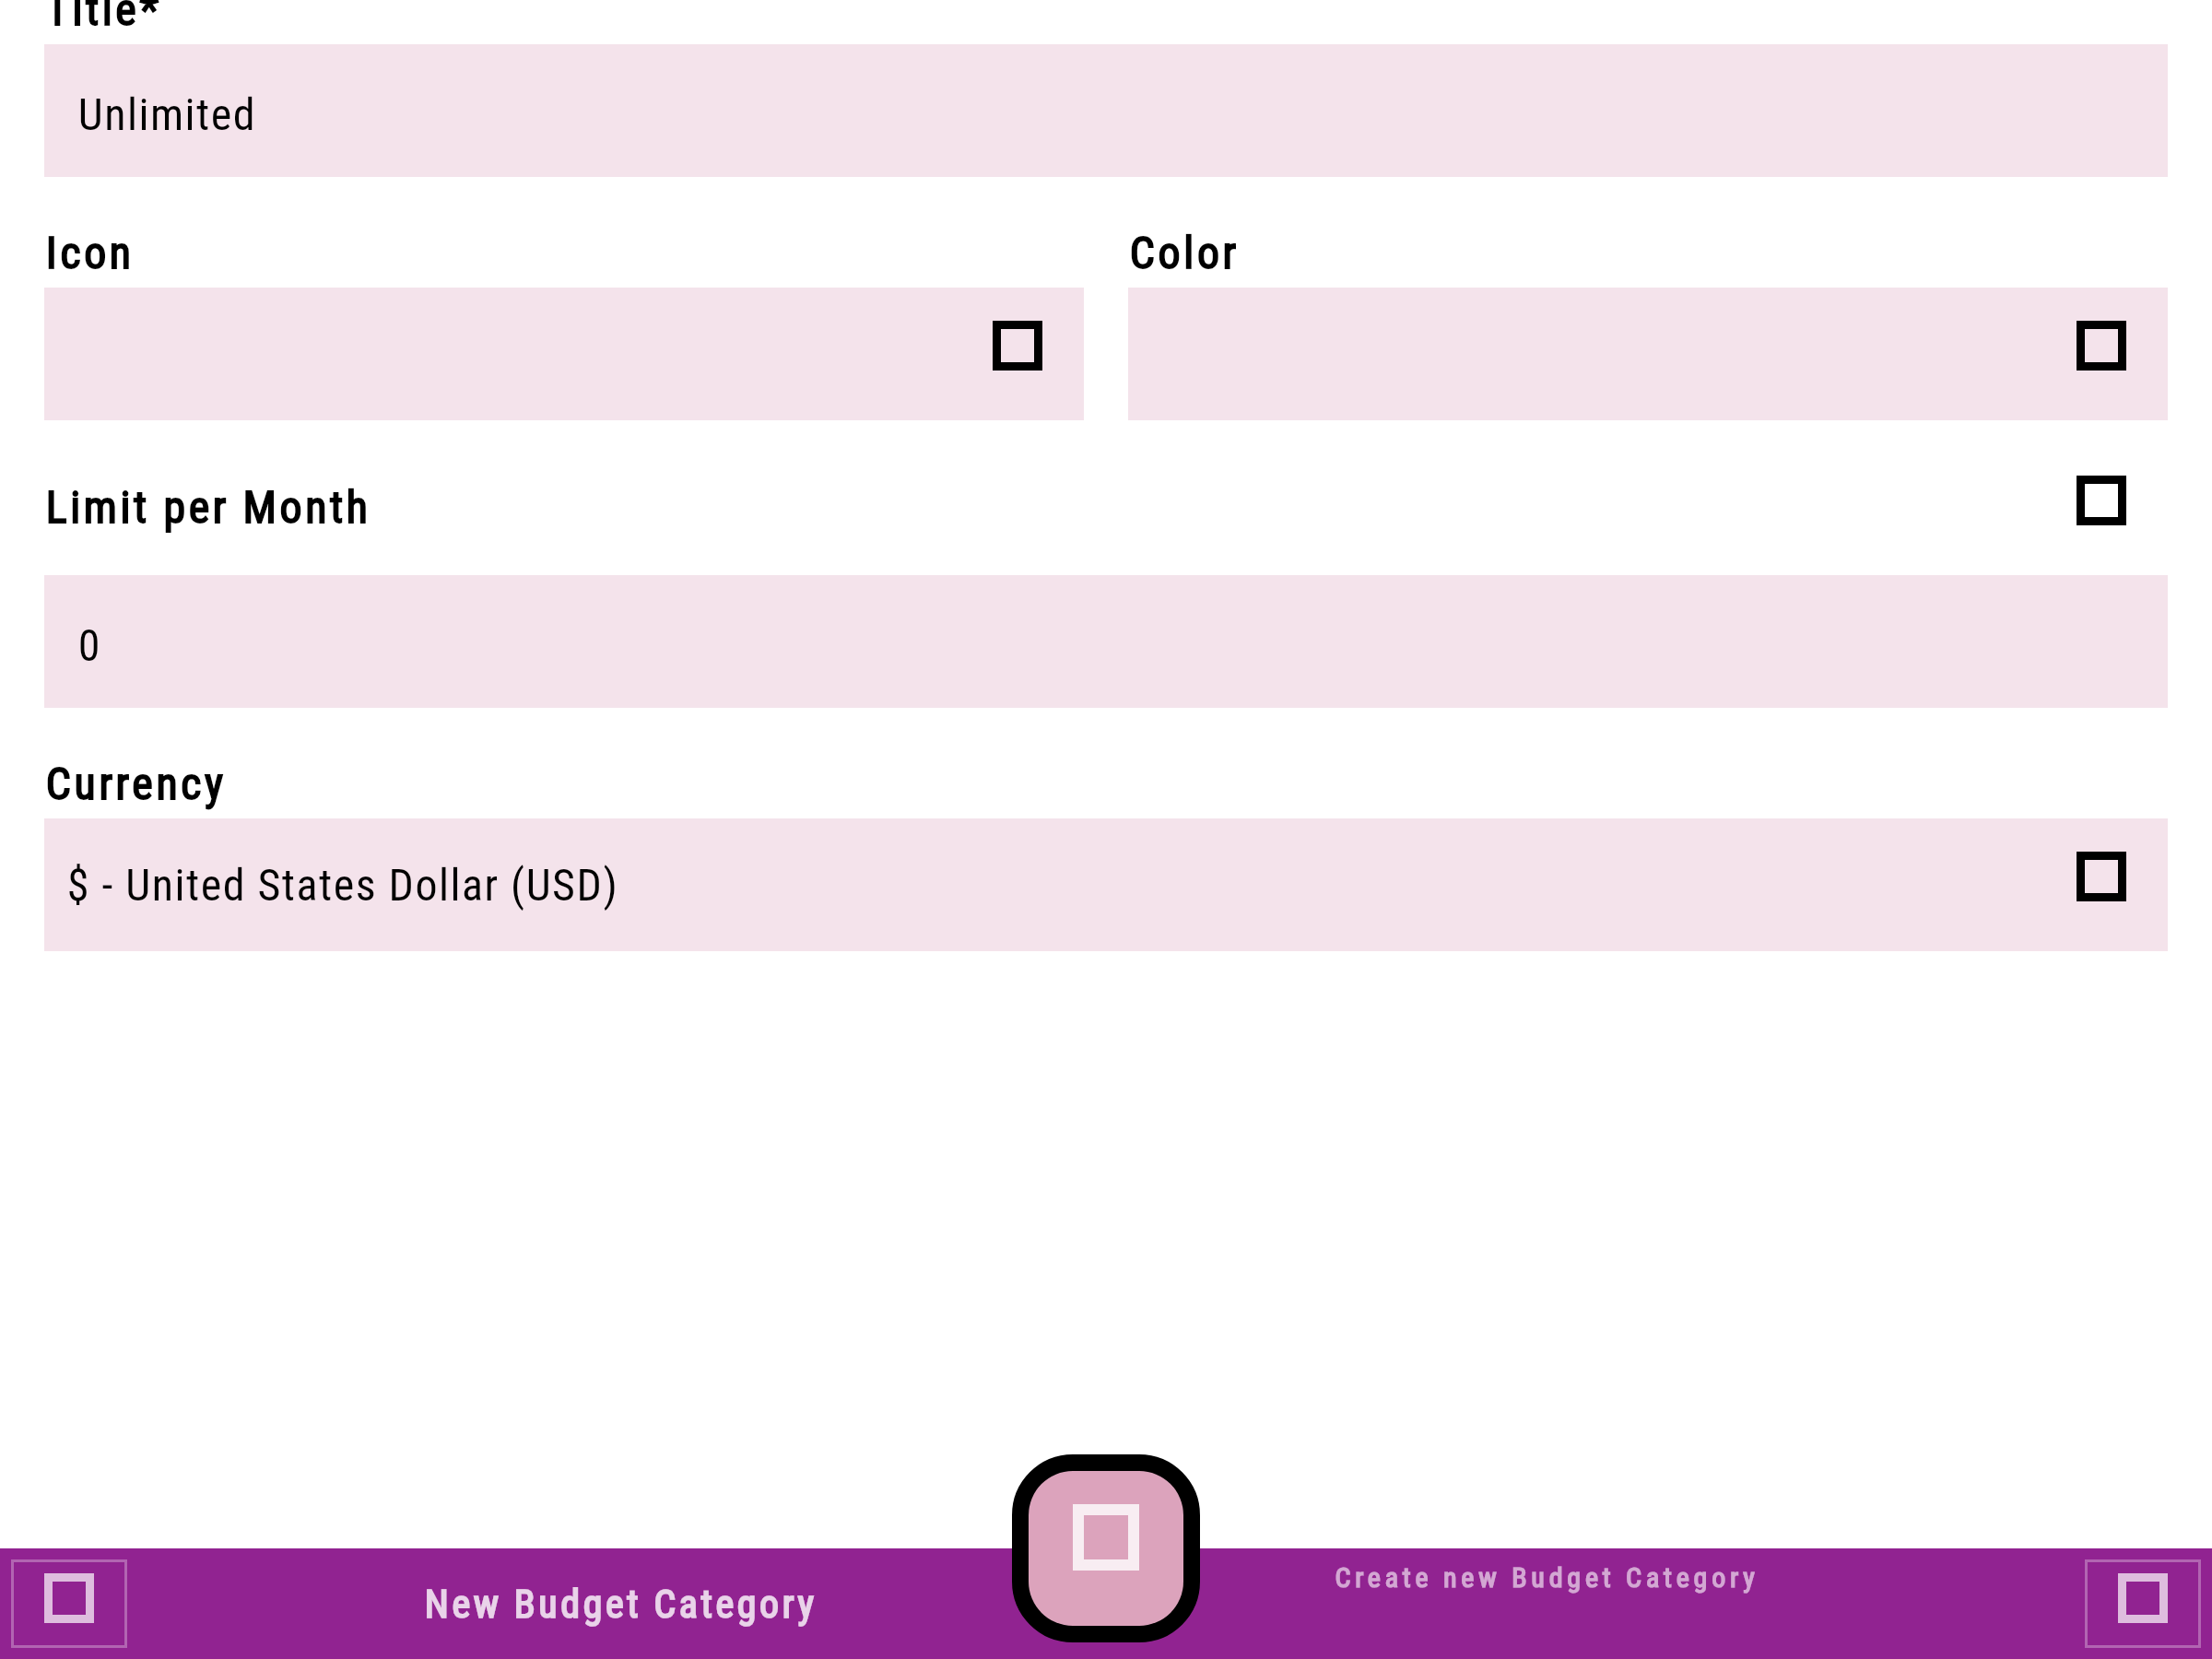 Title*
Unlimited
Icon
Color
Limit per Month
0
Currency
$ - United States Dollar (USD)
New Budget Category
Create new Budget Category